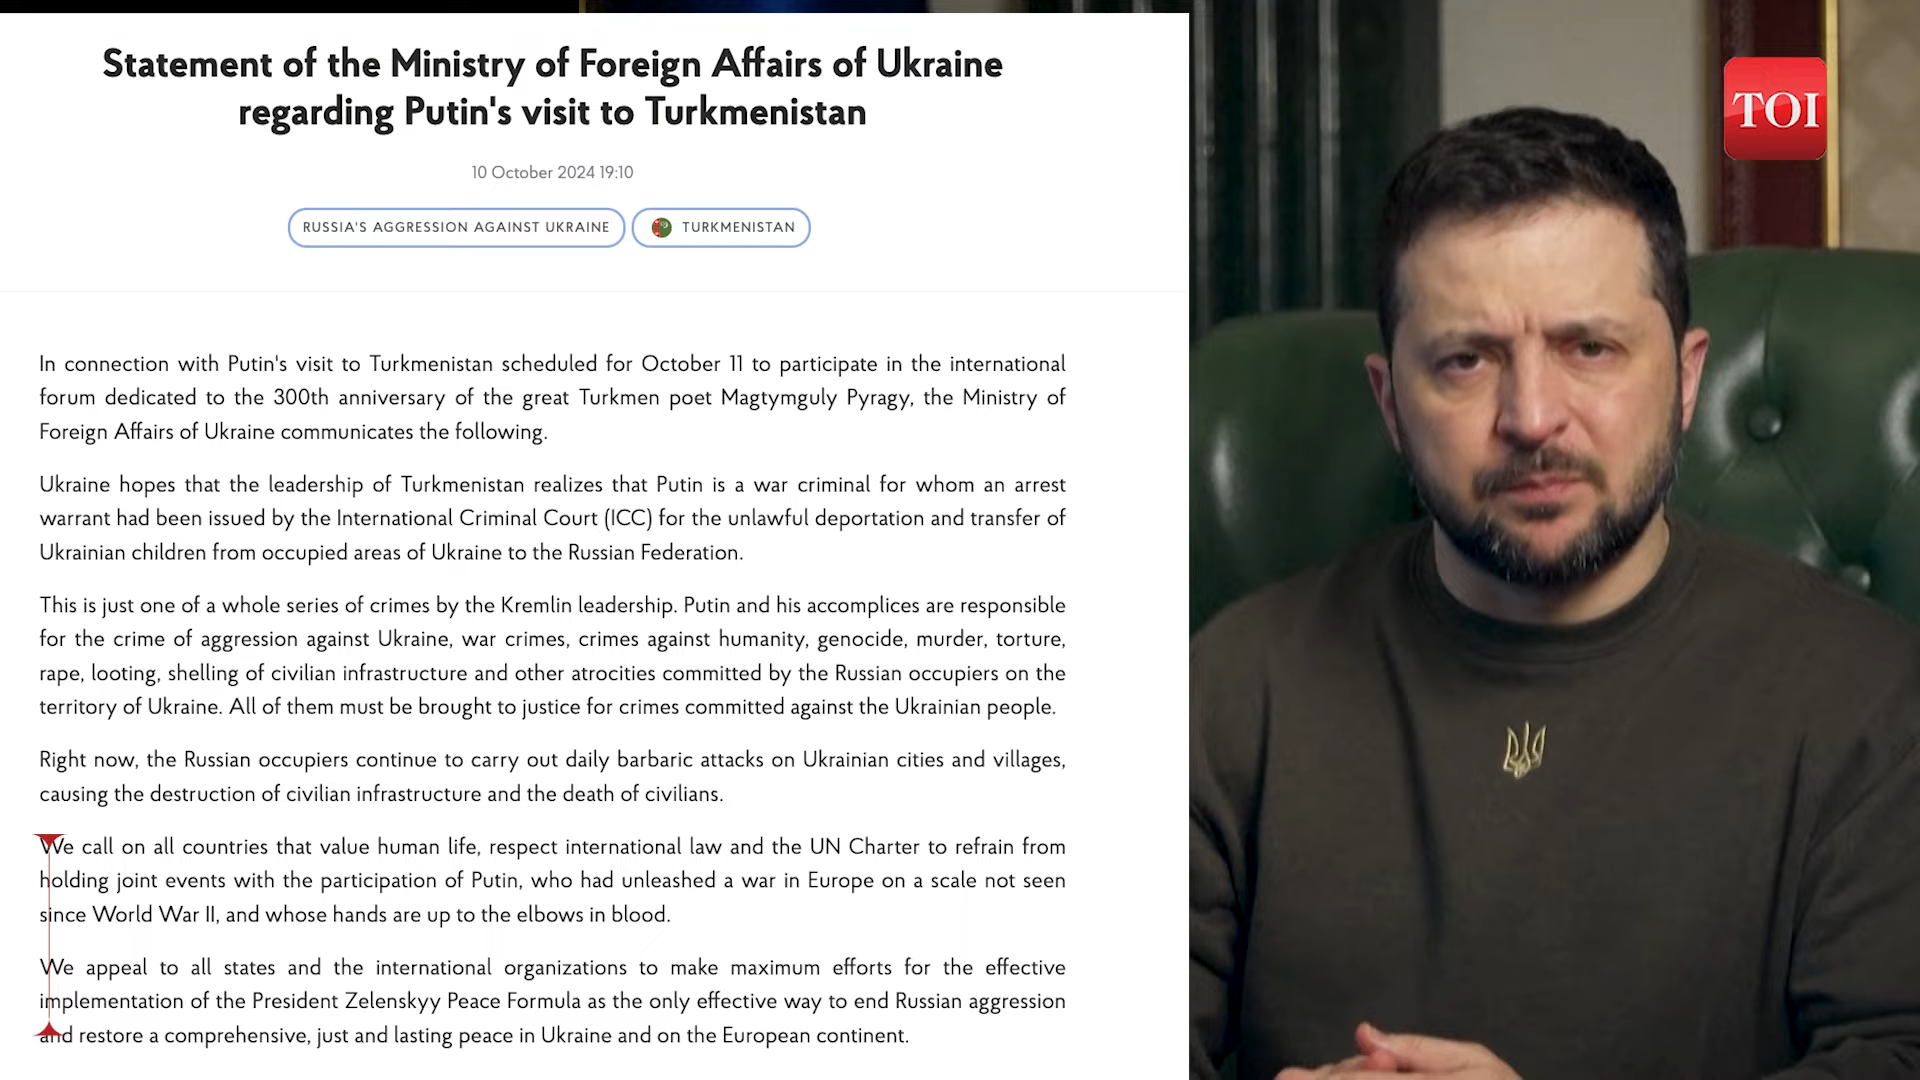 Statement of the Ministry of Foreign Affairs of Ukraine
regarding Putin's visit to Turkmenistan
10 October 2024 19:10
RUSSIA'S AGGRESSION AGAINST UKRAINE
TURKMENISTAN
In connection with Putin's visit to Turkmenistan scheduled for October 11 to participate in the international
forum dedicated to the 300th anniversary of the great Turkmen poet Magtymguly Pyragy, the Ministry of
Foreign Affairs of Ukraine communicates the following.
Ukraine hopes that the leadership of Turkmenistan realizes that Putin is a war criminal for whom an arrest
warrant had been issued by the International Criminal Court (ICC) for the unlawful deportation and transfer of
Ukrainian children from occupied areas of Ukraine to the Russian Federation.
This is just one of a whole series of crimes by the Kremlin leadership. Putin and his accomplices are responsible
for the crime of aggression against Ukraine, war crimes, crimes against humanity, genocide, murder, torture,
rape, looting, shelling of civilian infrastructure and other atrocities committed by the Russian occupiers on the
territory of Ukraine. All of them must be brought to justice for crimes committed against the Ukrainian people.
Right now, the Russian occupiers continue to carry out daily barbaric attacks on Ukrainian cities and villages,
causing the destruction of civilian infrastructure and the death of civilians.
We call on all countries that value human life, respect international law and the UN Charter to refrain from
holding joint events with the participation of Putin, who had unleashed a war in Europe on a scale not seen
since World War II, and whose hands are up to the elbows in blood.
We appeal to all states and the international organizations to make maximum efforts for the effective
implementation of the President Zelenskyy Peace Formula as the only effective way to end Russian aggression
and restore a comprehensive, just and lasting peace in Ukraine and on the European continent.
TOI